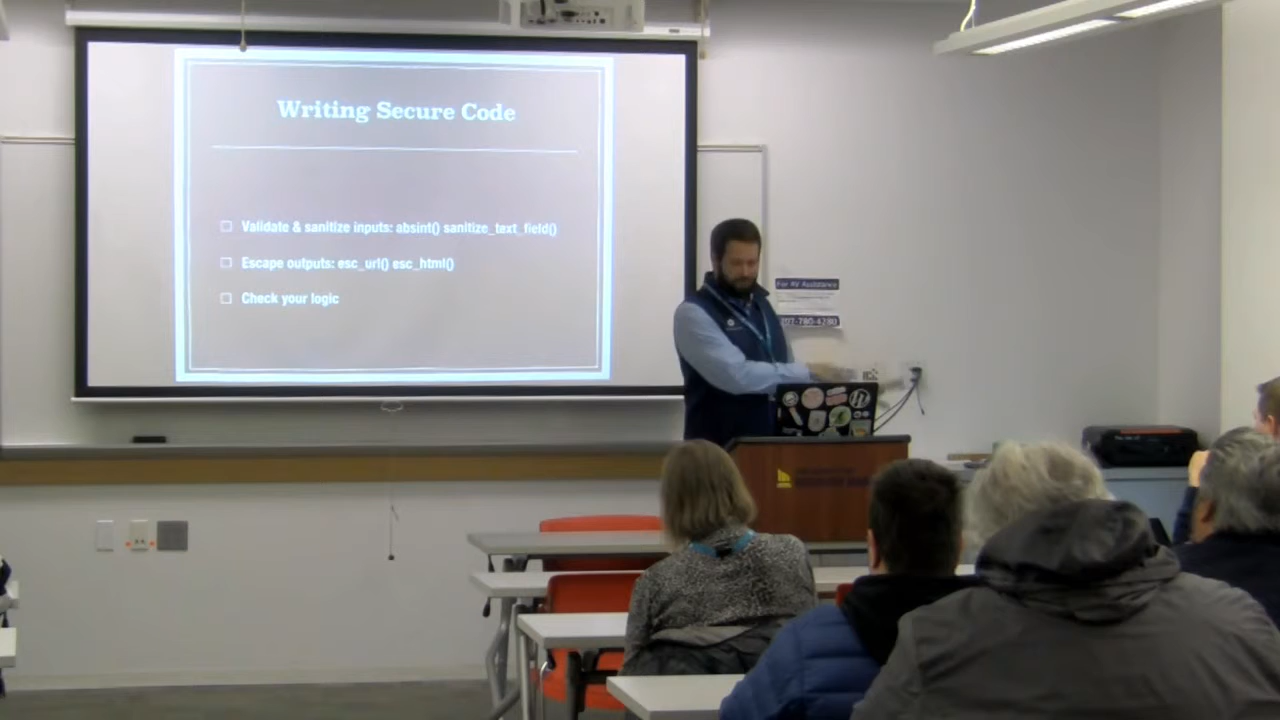 Writing Secure Code
Validate & sanitize inputs: absint() sanitize_text_field()
Escape outputs: esc_url() esc_html()
Check your logic
For AV Assistance
207-780-4280